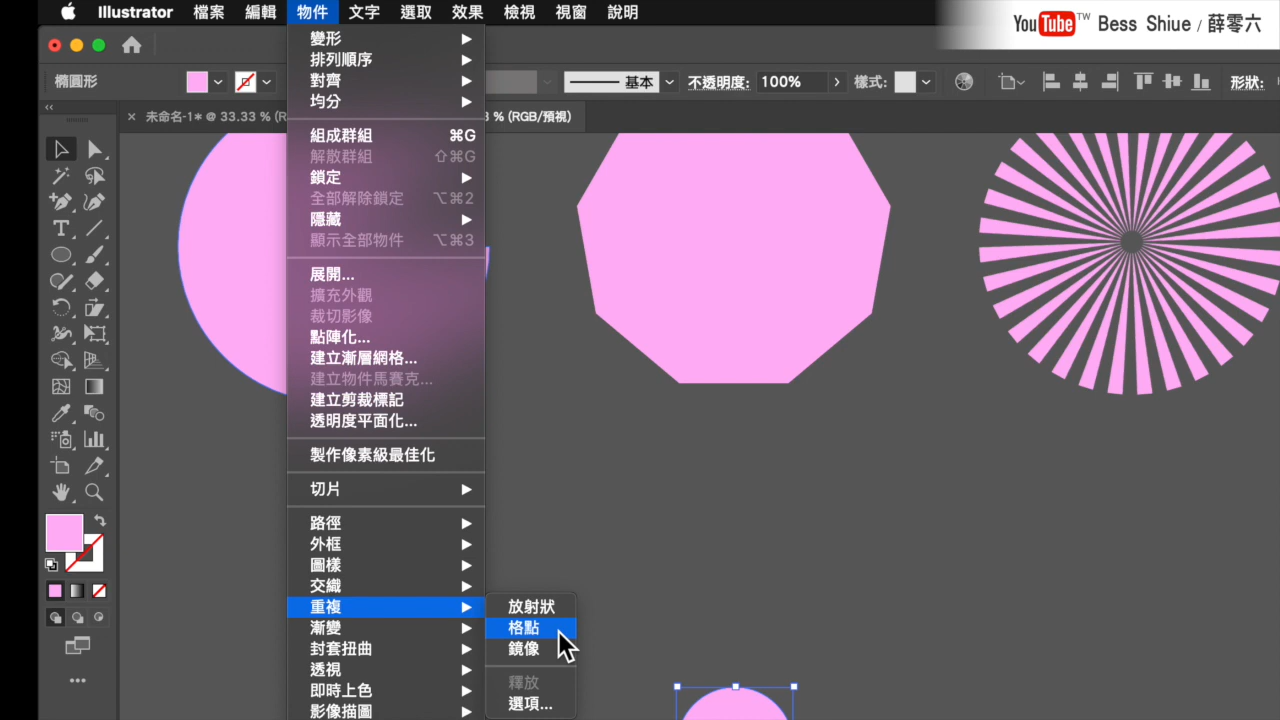 Illustrator 檔案 編輯 物件 文字 選取 效果 檢視 視窗 說明
YouTube TW Bess Shiue / 薛零六
橢圓形 基本 不透明度: 100% 樣式: 形狀:
× 未命名-1* @ 33.33 % (R
3 % (RGB/預視)
變形
排列順序
對齊
均分
組成群組 ⌘G
解散群組 ⇧⌘G
鎖定
全部解除鎖定 ⌥⌘2
隱藏
顯示全部物件 ⌥⌘3
展開...
擴充外觀
裁切影像
點陣化...
建立漸層網格...
建立物件馬賽克...
建立剪裁標記
透明度平面化...
製作像素級最佳化
切片
路徑
外框
圖樣
交織
重複
漸變
封套扭曲
透視
即時上色
影像描圖
放射狀
格點
鏡像
釋放
選項...